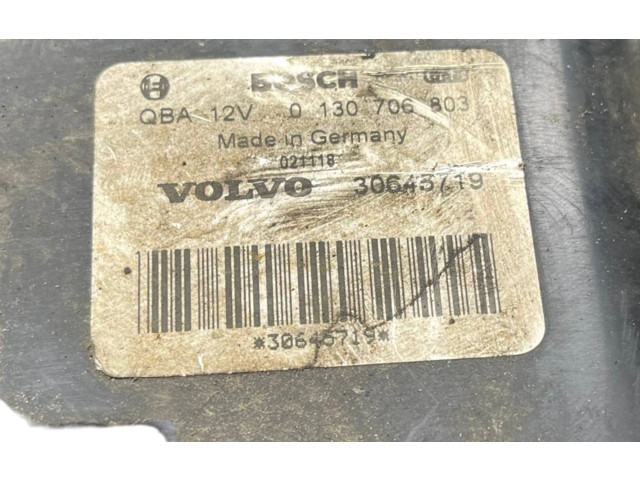 BOSCH
QBA 12V 0 130 706 803
Made in Germany
021118
VOLVO 30645719
*30645719*